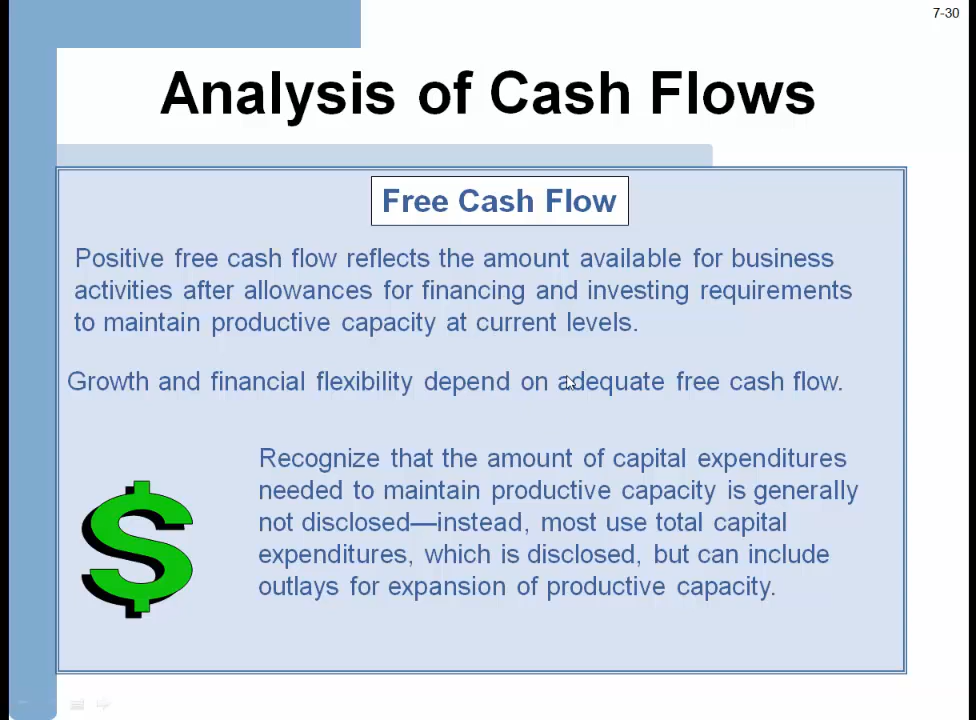 7-30
Analysis of Cash Flows
Free Cash Flow
Positive free cash flow reflects the amount available for business
activities after allowances for financing and investing requirements
to maintain productive capacity at current levels.
Growth and financial flexibility depend on adequate free cash flow.
Recognize that the amount of capital expenditures
needed to maintain productive capacity is generally
not disclosed—instead, most use total capital
expenditures, which is disclosed, but can include
outlays for expansion of productive capacity.
$